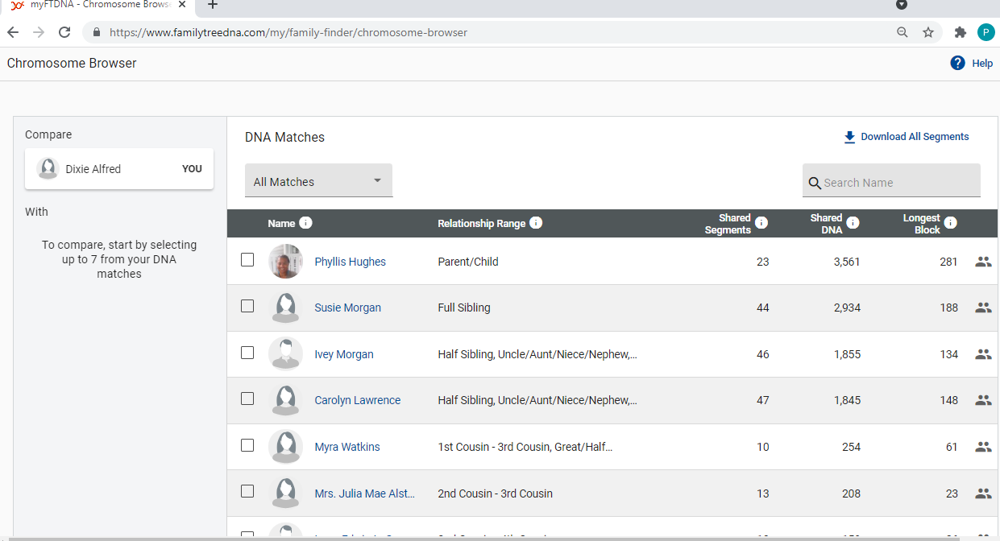 myFTDNA - Chromosome Brows
https://www.familytreedna.com/my/family-finder/chromosome-browser
P
Chromosome Browser
? Help
Compare
Dixie Alfred YOU
With
To compare, start by selecting
up to 7 from your DNA
matches
DNA Matches
Download All Segments
All Matches
Search Name
Name Relationship Range Shared Segments Shared DNA Longest Block
Phyllis Hughes Parent/Child 23 3,561 281
Susie Morgan Full Sibling 44 2,934 188
Ivey Morgan Half Sibling, Uncle/Aunt/Niece/Nephew,... 46 1,855 134
Carolyn Lawrence Half Sibling, Uncle/Aunt/Niece/Nephew,... 47 1,845 148
Myra Watkins 1st Cousin - 3rd Cousin, Great/Half... 10 254 61
Mrs. Julia Mae Alst... 2nd Cousin - 3rd Cousin 13 208 23